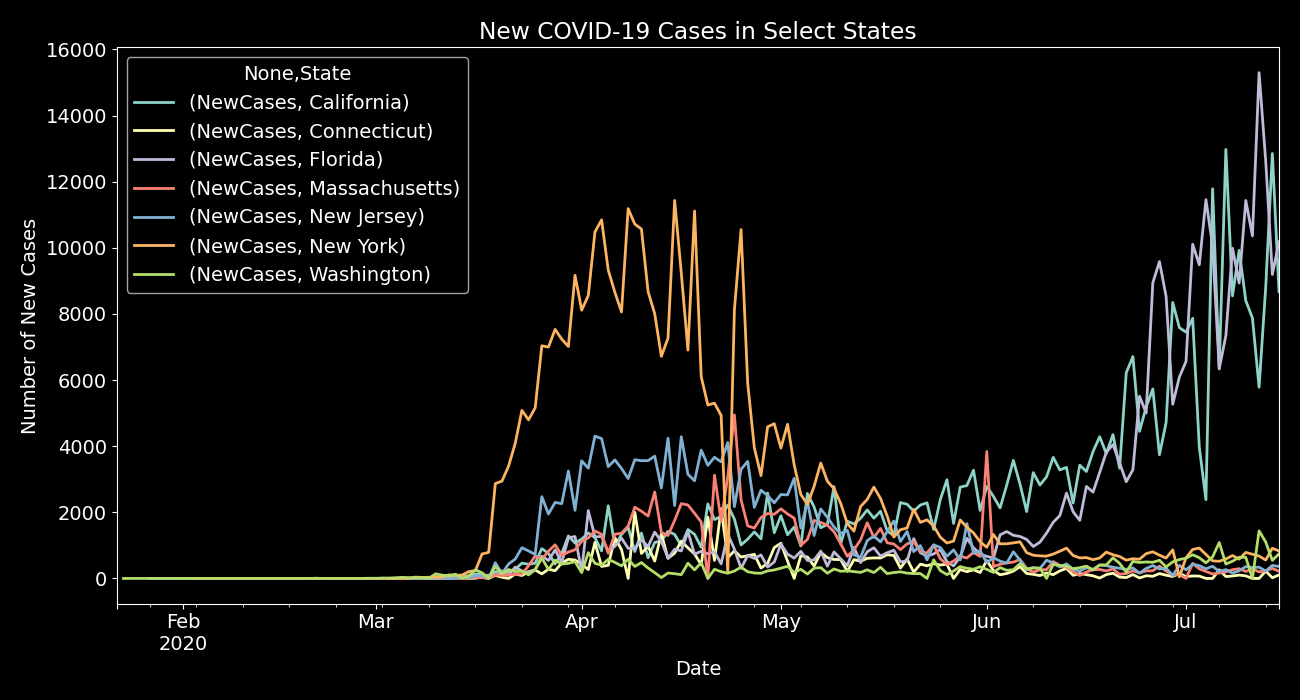 New COVID-19 Cases in Select States
16000
14000
12000
10000
8000
6000
4000
2000
0
Number of New Cases
None,State
(NewCases, California)
(NewCases, Connecticut)
(NewCases, Florida)
(NewCases, Massachusetts)
(NewCases, New Jersey)
(NewCases, New York)
(NewCases, Washington)
Feb Mar Apr May Jun Jul
2020
Date